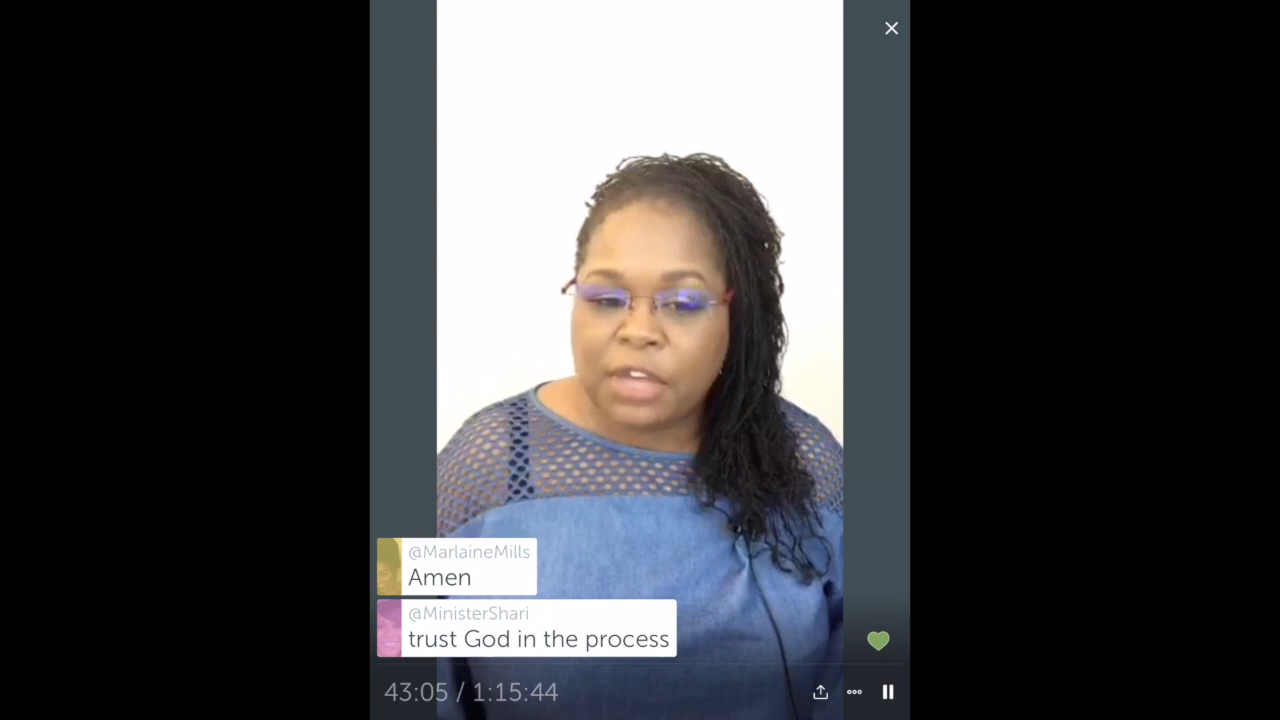 @MarlaineMills
Amen
@MinisterShari
trust God in the process
43:05 / 1:15:44